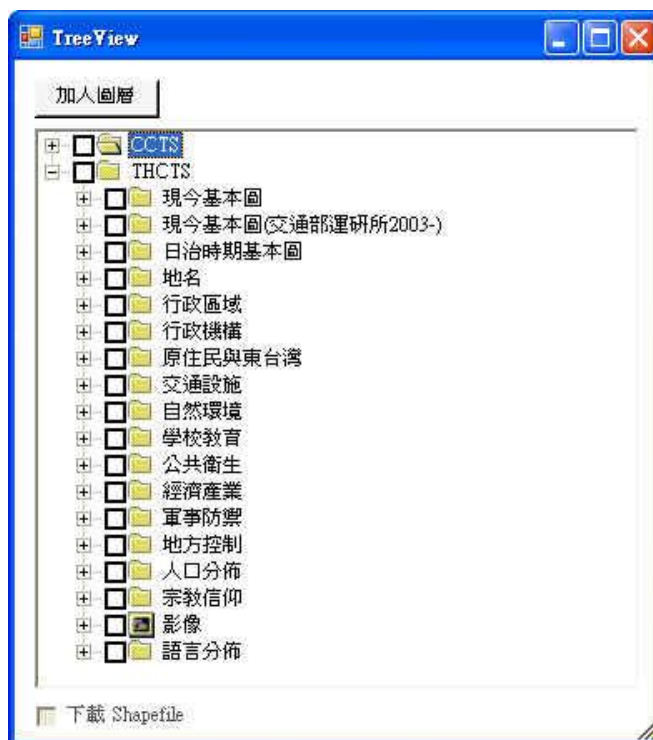 TreeView
加入圖層
CCTS
THCTS
現今基本圖
現今基本圖(交通部運研所2003-)
日治時期基本圖
地名
行政區域
行政機構
原住民與東台灣
交通設施
自然環境
學校教育
公共衛生
經濟產業
軍事防禦
地方控制
人口分佈
宗教信仰
影像
語言分佈
下載 Shapefile